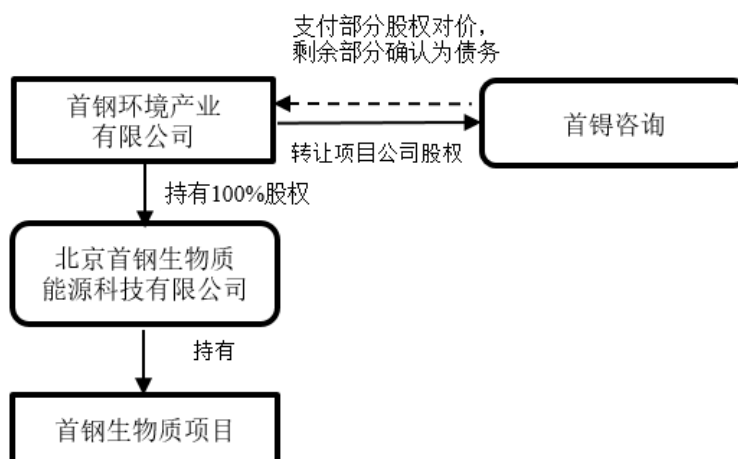 支付部分股权对价，
剩余部分确认为债务
首钢环境产业
有限公司
首锝咨询
转让项目公司股权
持有100%股权
北京首钢生物质
能源科技有限公司
持有
首钢生物质项目